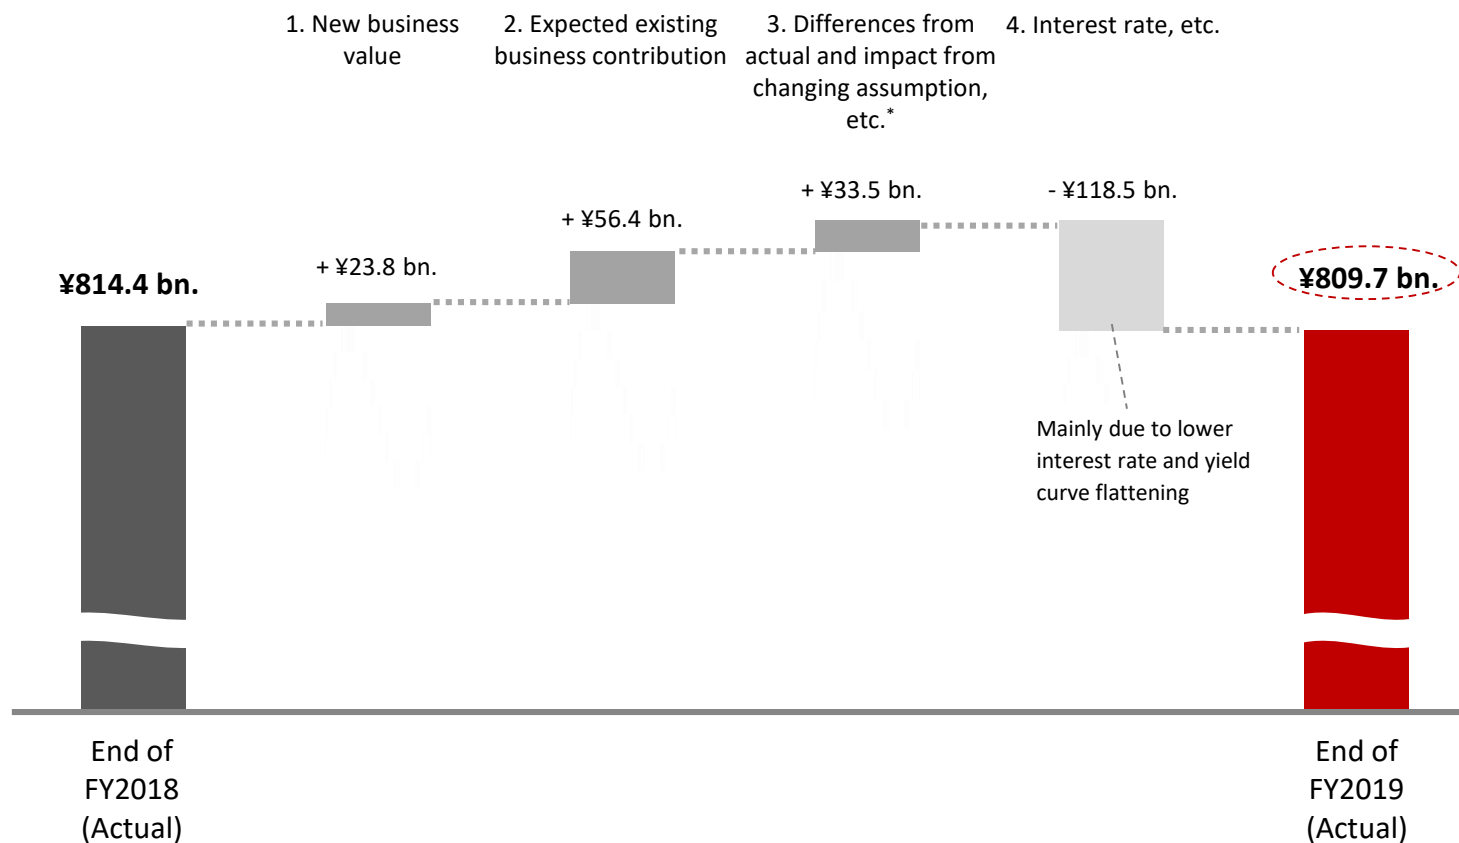 1. New business
value
2. Expected existing
business contribution
3. Differences from
actual and impact from
changing assumption,
etc.*
4. Interest rate, etc.
¥814.4 bn.
+ ¥23.8 bn.
+ ¥56.4 bn.
+ ¥33.5 bn.
- ¥118.5 bn.
¥809.7 bn.
Mainly due to lower
interest rate and yield
curve flattening
End of
FY2018
(Actual)
End of
FY2019
(Actual)